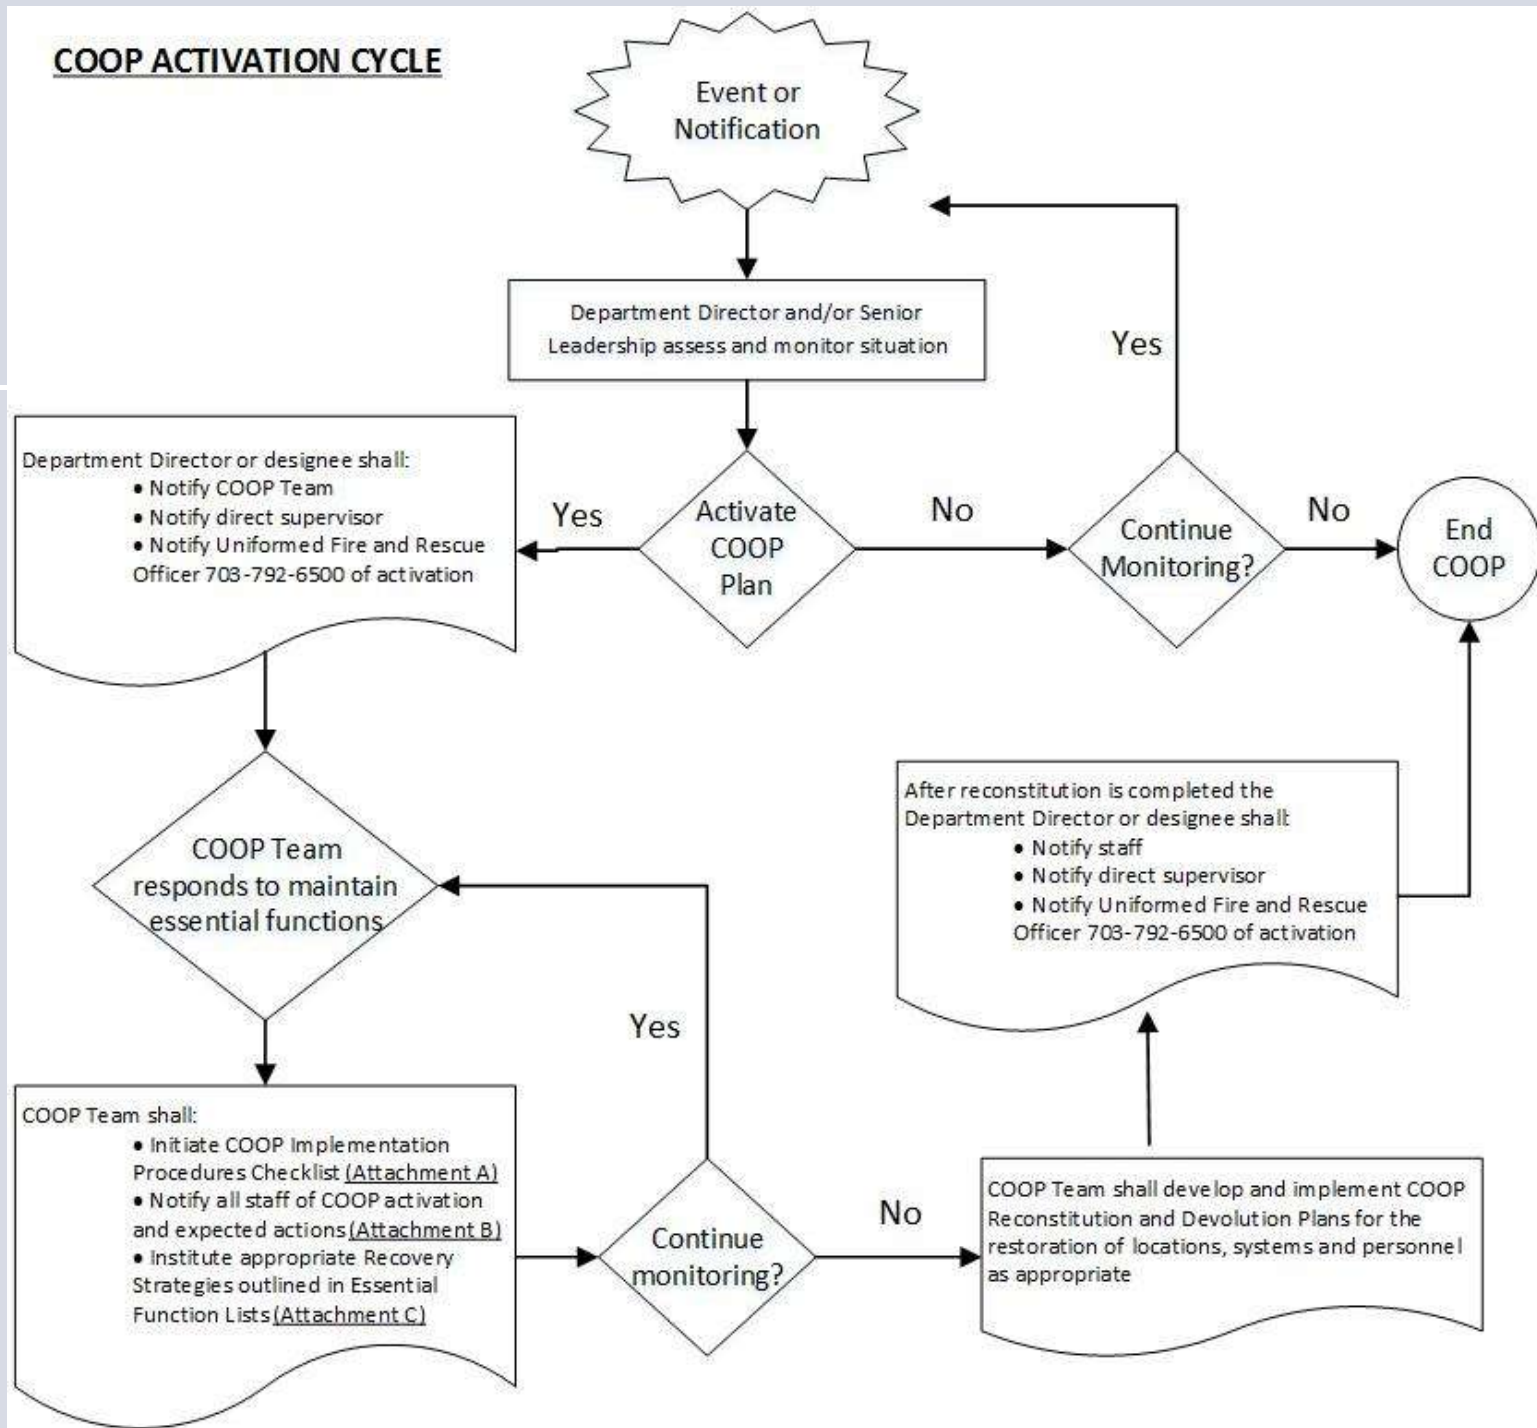 COOP ACTIVATION CYCLE
Event or
Notification
Department Director and/or Senior
Leadership assess and monitor situation
Yes
Department Director or designee shall:
• Notify COOP Team
• Notify direct supervisor
• Notify Uniformed Fire and Rescue
Officer 703-792-6500 of activation
Yes
Activate
COOP
Plan
No
Continue
Monitoring?
No
End
COOP
COOP Team
responds to maintain
essential functions
After reconstitution is completed the
Department Director or designee shall:
• Notify staff
• Notify direct supervisor
• Notify Uniformed Fire and Rescue
Officer 703-792-6500 of activation
Yes
COOP Team shall:
• Initiate COOP Implementation
Procedures Checklist (Attachment A)
• Notify all staff of COOP activation
and expected actions (Attachment B)
• Institute appropriate Recovery
Strategies outlined in Essential
Function Lists (Attachment C)
Continue
monitoring?
No
COOP Team shall develop and implement COOP
Reconstitution and Devolution Plans for the
restoration of locations, systems and personnel
as appropriate